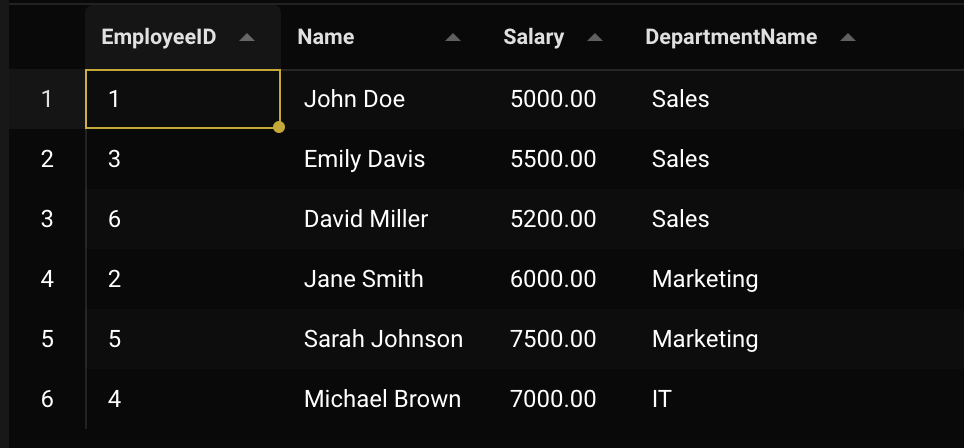 EmployeeID Name Salary DepartmentName
1 1 John Doe 5000.00 Sales
2 3 Emily Davis 5500.00 Sales
3 6 David Miller 5200.00 Sales
4 2 Jane Smith 6000.00 Marketing
5 5 Sarah Johnson 7500.00 Marketing
6 4 Michael Brown 7000.00 IT